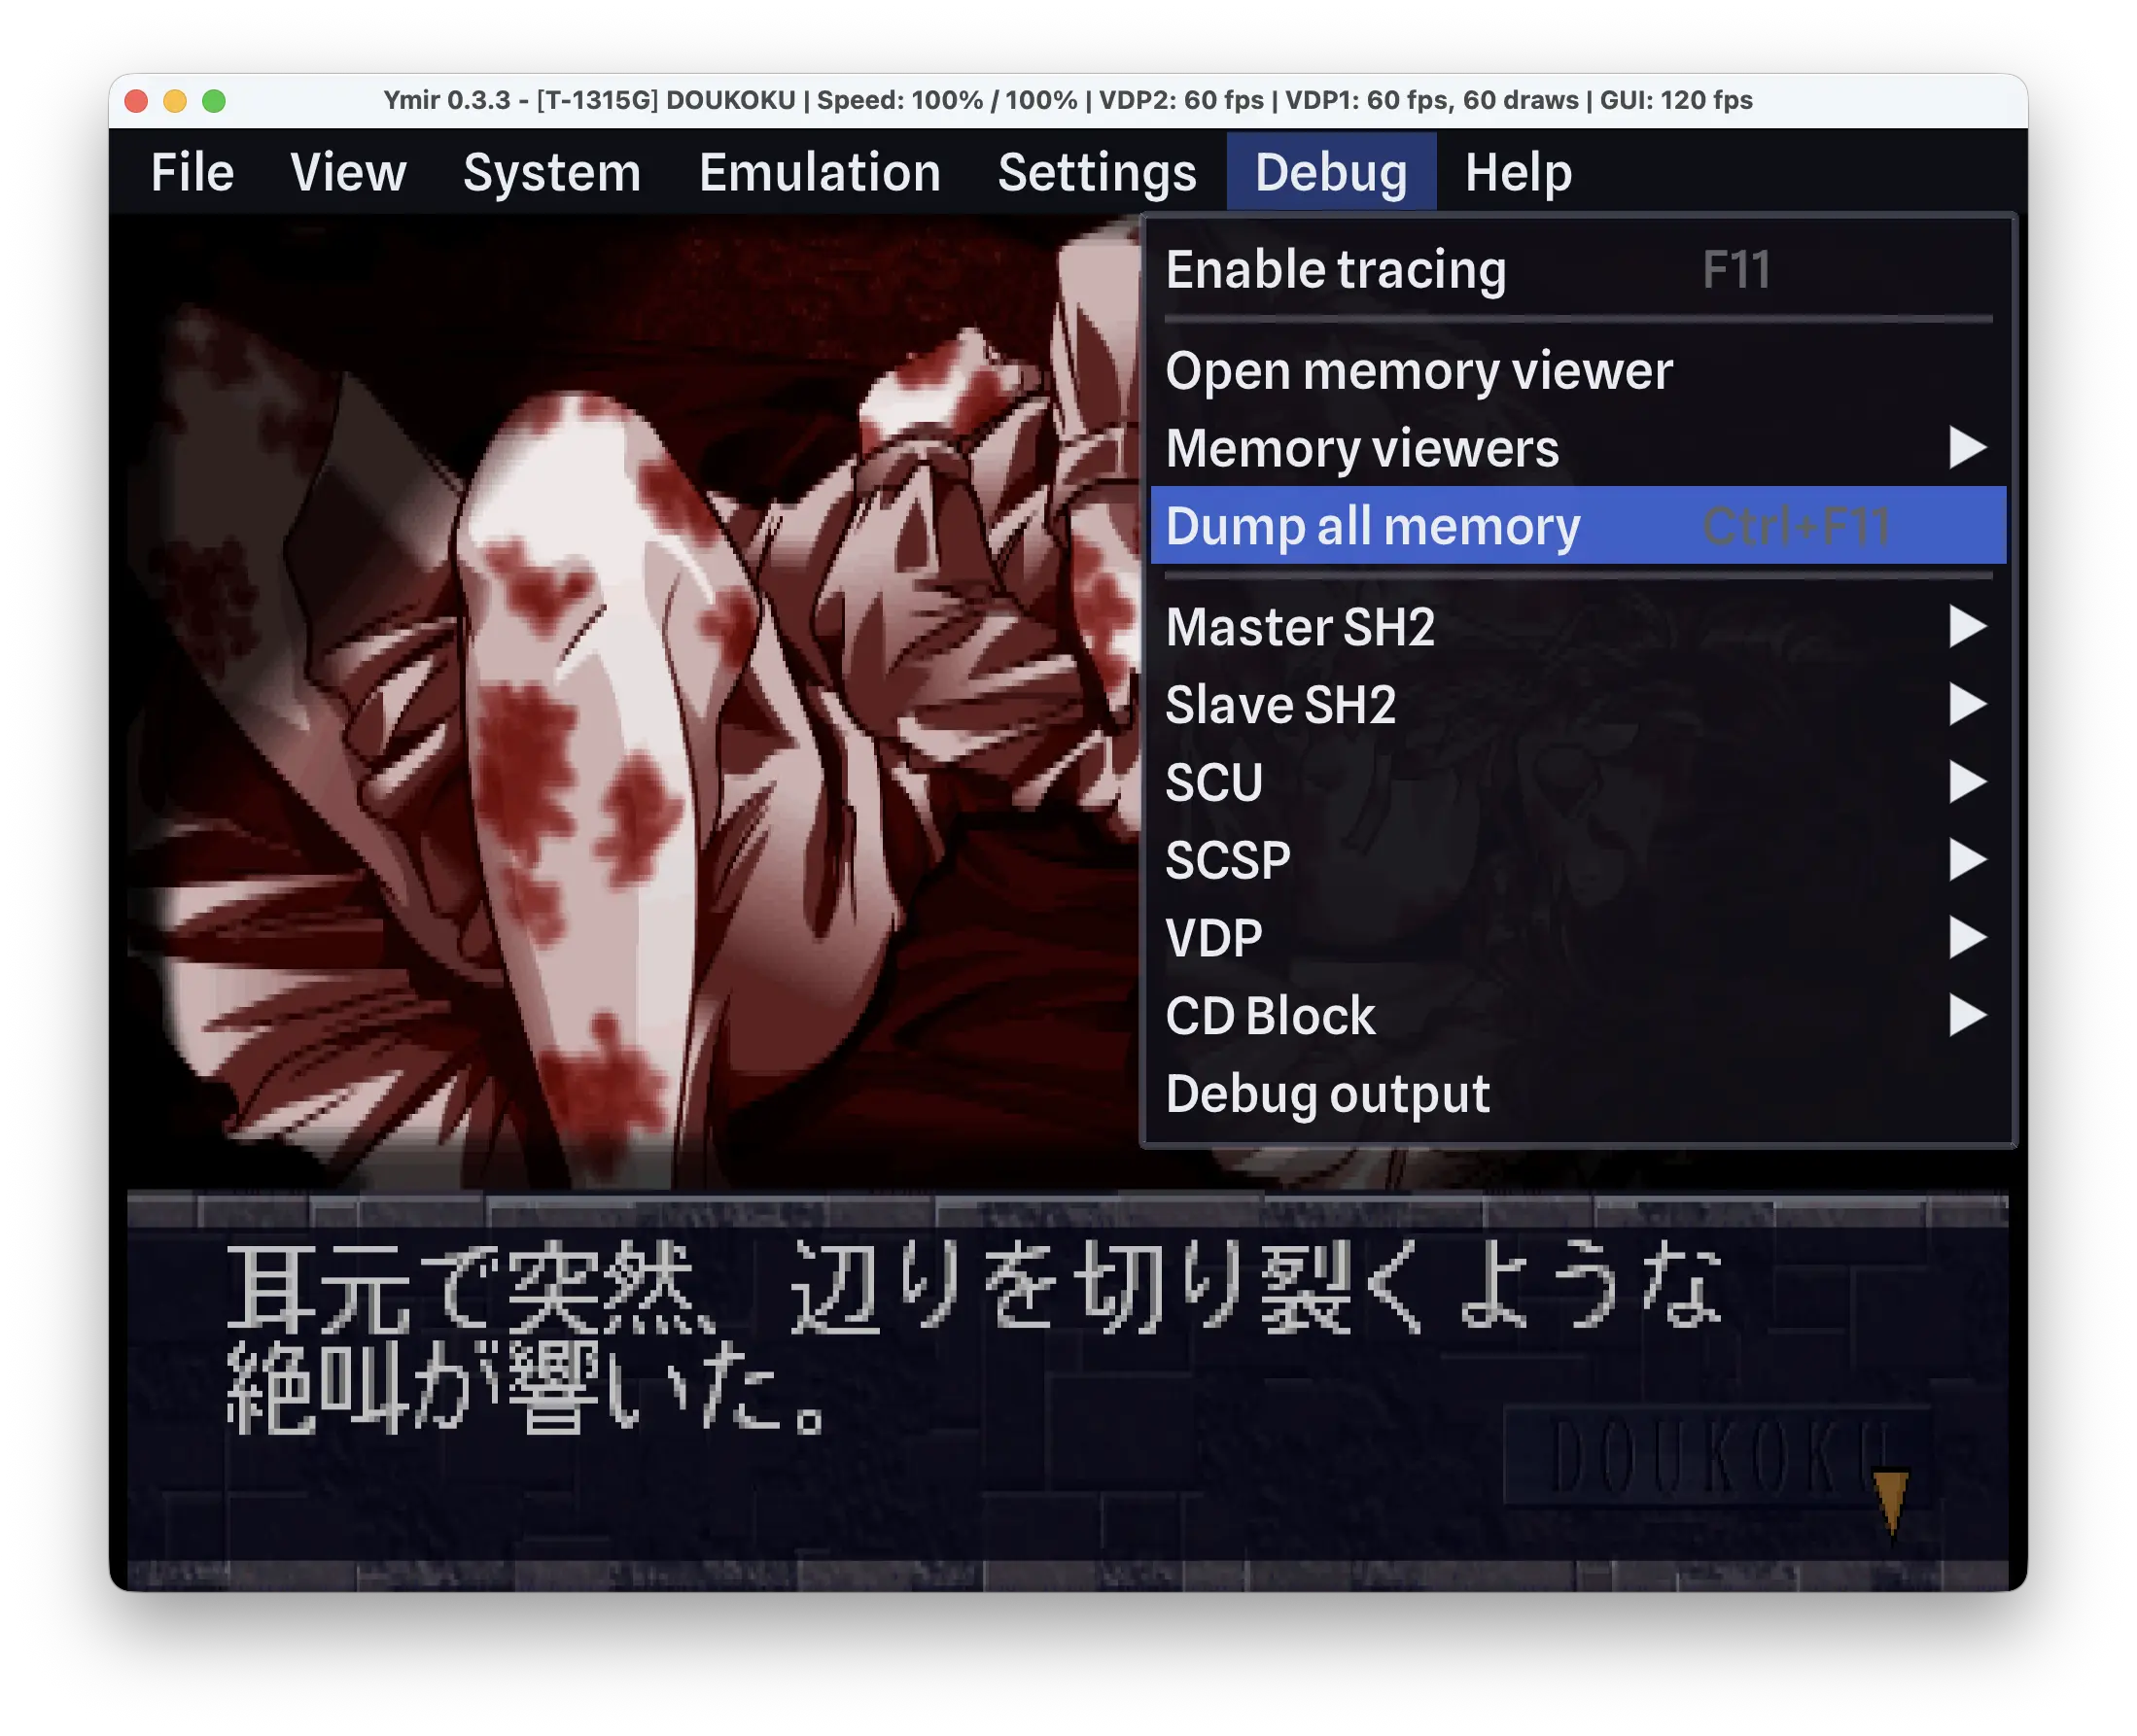 Ymir 0.3.3 - [T-1315G] DOUKOKU | Speed: 100% / 100% | VDP2: 60 fps | VDP1: 60 fps, 60 draws | GUI: 120 fps
File View System Emulation Settings Debug Help
Enable tracing F11
Open memory viewer
Memory viewers
Dump all memory Ctrl+F11
Master SH2
Slave SH2
SCU
SCSP
VDP
CD Block
Debug output
耳元で突然、辺りを切り裂くような
絶叫が響いた。
DOUKOKU